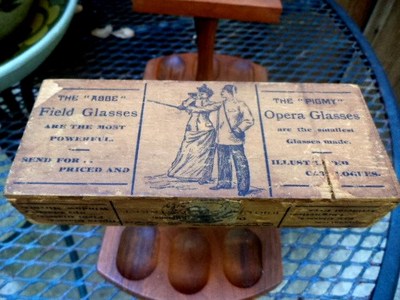 THE "ABBE"
Field Glasses
ARE THE MOST
POWERFUL.
SEND FOR . .
PRICED AND
THE "PIGMY"
Opera Glasses
are the smallest
Glasses made.
CATALOGUES.